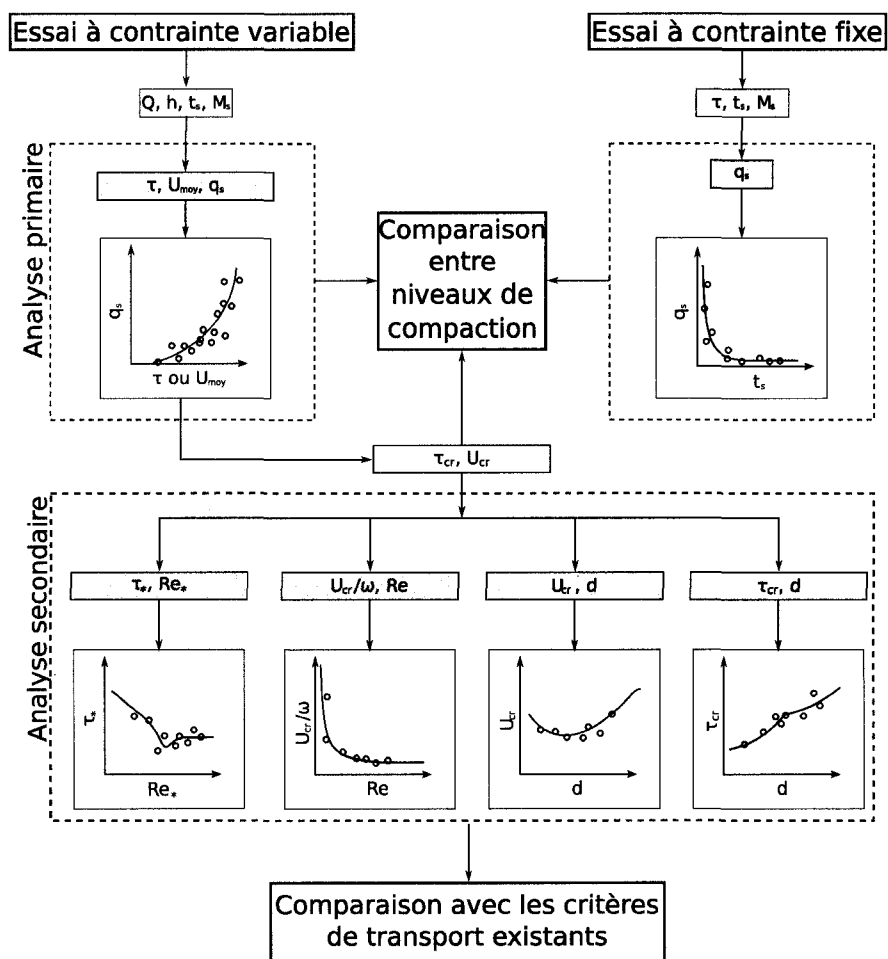 Essai à contrainte variable
Essai à contrainte fixe
Q, h, tₛ, Mₛ
τ, tₛ, Mₛ
Analyse primaire
τ, Uₘₒy, qₛ
qₛ
Comparaison
entre
niveaux de
compaction
qₛ
τ ou Uₘₒy
qₛ
tₛ
τcr, Ucr
Analyse secondaire
τ*, Re*
Ucr/ω, Re
Ucr, d
τcr, d
τ*
Re*
Ucr/ω
Re
Ucr
d
τcr
d
Comparaison avec les critères
de transport existants